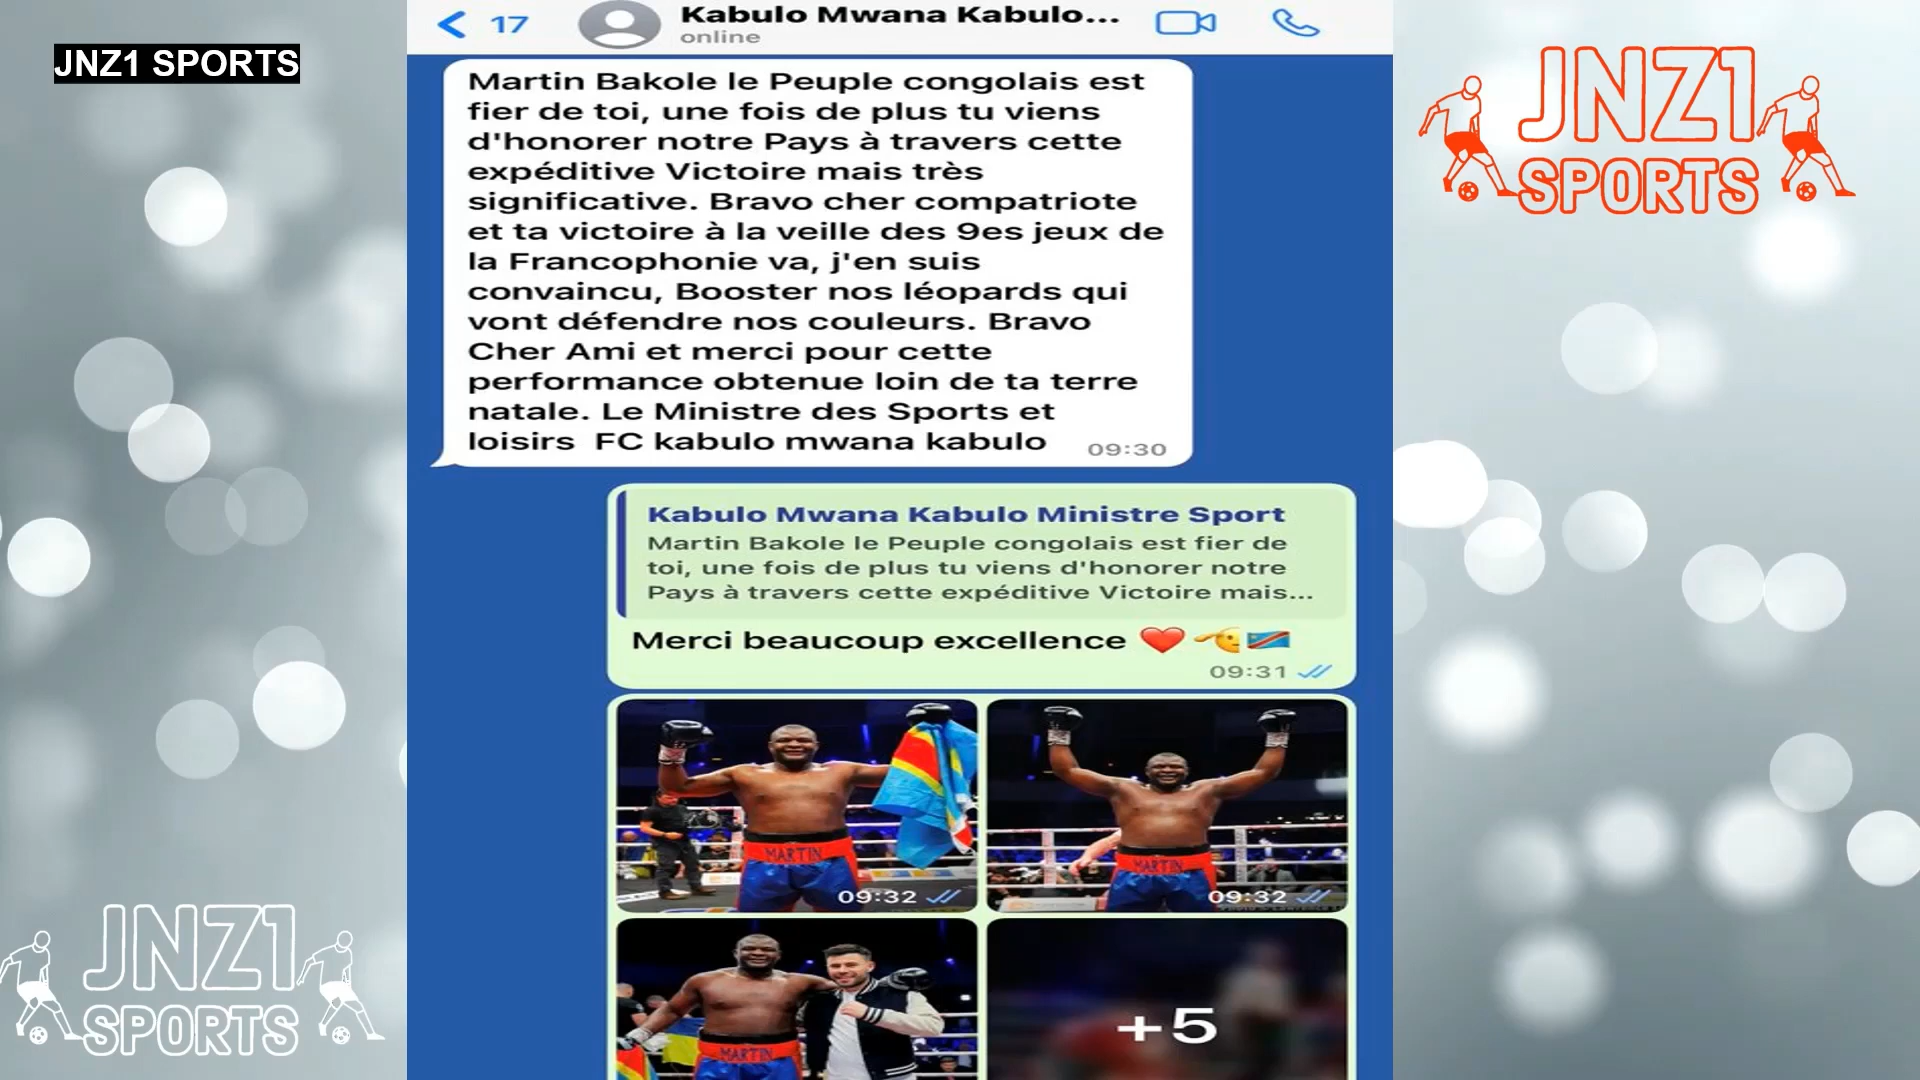 JNZ1 SPORTS
17
Kabulo Mwana Kabulo...
online
Martin Bakole le Peuple congolais est
fier de toi, une fois de plus tu viens
d'honorer notre Pays à travers cette
expéditive Victoire mais très
significative. Bravo cher compatriote
et ta victoire à la veille des 9es jeux de
la Francophonie va, j'en suis
convaincu, Booster nos léopards qui
vont défendre nos couleurs. Bravo
Cher Ami et merci pour cette
performance obtenue loin de ta terre
natale. Le Ministre des Sports et
loisirs  FC kabulo mwana kabulo
09:30
Kabulo Mwana Kabulo Ministre Sport
Martin Bakole le Peuple congolais est fier de
toi, une fois de plus tu viens d'honorer notre
Pays à travers cette expéditive Victoire mais...
Merci beaucoup excellence ❤️ 🫡 🇨🇩
09:31
MARTIN
09:32
MARTIN
09:32
MARTIN
+5
JNZ1
SPORTS
JNZ1
SPORTS